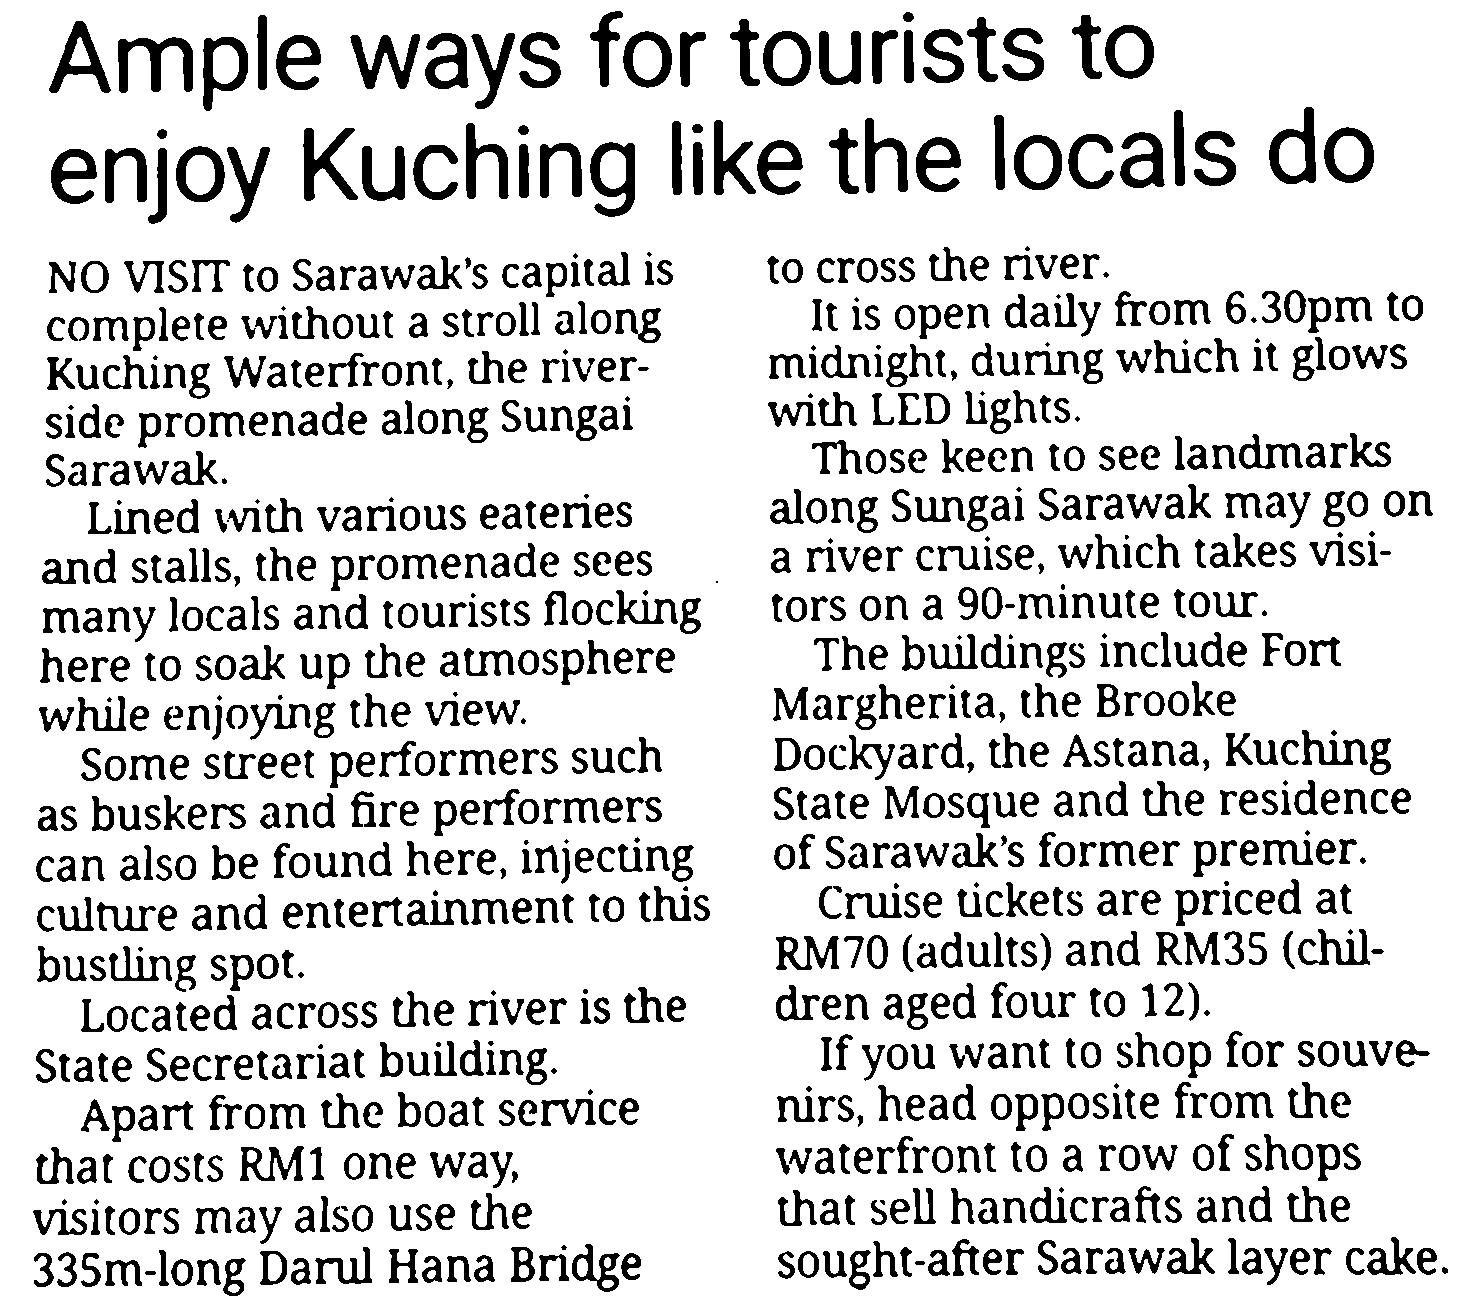 Ample ways for tourists to
enjoy Kuching like the locals do
NO VISIT to Sarawak's capital is
complete without a stroll along
Kuching Waterfront, the river-
side promenade along Sungai
Sarawak.
Lined with various eateries
and stalls, the promenade sees
many locals and tourists flocking
here to soak up the atmosphere
while enjoying the view.
Some street performers such
as buskers and fire performers
can also be found here, injecting
culture and entertainment to this
bustling spot.
Located across the river is the
State Secretariat building.
Apart from the boat service
that costs RM1 one way,
visitors may also use the
335m-long Darul Hana Bridge
to cross the river.
It is open daily from 6.30pm to
midnight, during which it glows
with LED lights.
Those keen to see landmarks
along Sungai Sarawak may go on
a river cruise, which takes visi-
tors on a 90-minute tour.
The buildings include Fort
Margherita, the Brooke
Dockyard, the Astana, Kuching
State Mosque and the residence
of Sarawak's former premier.
Cruise tickets are priced at
RM70 (adults) and RM35 (chil-
dren aged four to 12).
If you want to shop for souve-
nirs, head opposite from the
waterfront to a row of shops
that sell handicrafts and the
sought-after Sarawak layer cake.